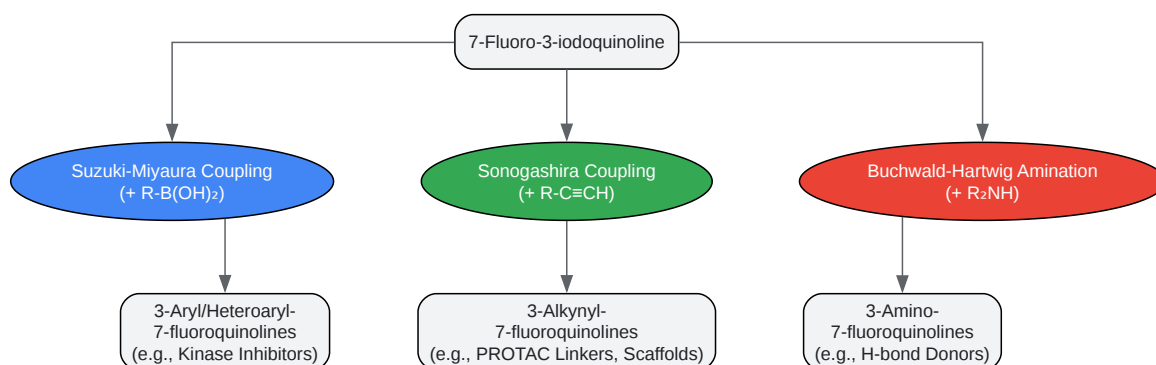 7-Fluoro-3-iodoquinoline
Suzuki-Miyaura Coupling
(+ R-B(OH)₂)
Sonogashira Coupling
(+ R-C≡CH)
Buchwald-Hartwig Amination
(+ R₂NH)
3-Aryl/Heteroaryl-
7-fluoroquinolines
(e.g., Kinase Inhibitors)
3-Alkynyl-
7-fluoroquinolines
(e.g., PROTAC Linkers, Scaffolds)
3-Amino-
7-fluoroquinolines
(e.g., H-bond Donors)